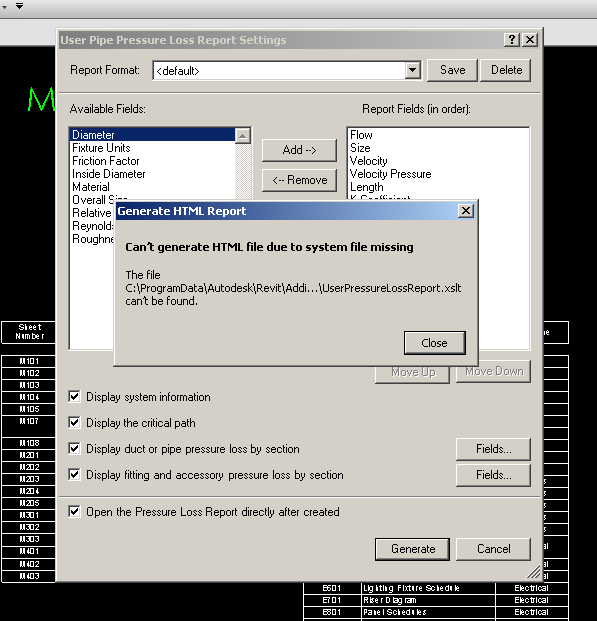 M
User Pipe Pressure Loss Report Settings
Report Format:
<default>
Save
Delete
Available Fields:
Report Fields (in order):
Diameter
Fixture Units
Friction Factor
Inside Diameter
Material
Overall Size
Relative
Reynolds
Roughne
Add -->
<-- Remove
Flow
Size
Velocity
Velocity Pressure
Length
K Coefficient
Generate HTML Report
Can't generate HTML file due to system file missing
The file
C:\ProgramData\Autodesk\Revit\Addi...\UserPressureLossReport.xslt
can't be found.
Close
Move Up
Move Down
Display system information
Display the critical path
Display duct or pipe pressure loss by section
Fields...
Display fitting and accessory pressure loss by section
Fields...
Open the Pressure Loss Report directly after created
Generate
Cancel
Sheet
Number
M101
M102
M103
M104
M105
M107
M108
M201
M202
M203
M204
M205
M301
M302
M303
M401
M402
M403
E601 Lighting Fixture Schedule Electrical
E701 Riser Diagram Electrical
E801 Panel Schedules Electrical